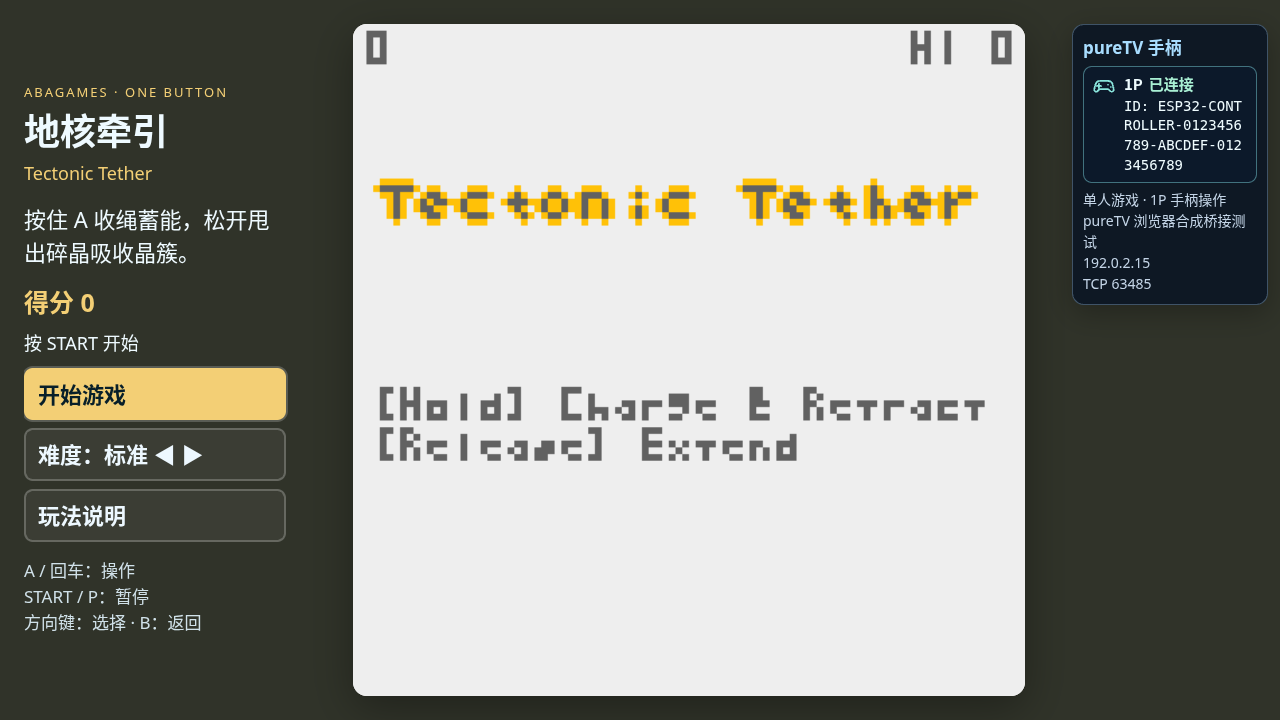 ABAGAMES · ONE BUTTON
地核牵引
Tectonic Tether
按住 A 收绳蓄能，松开甩
出碎晶吸收晶簇。
得分 0
按 START 开始
开始游戏
难度：标准 ◀ ▶
玩法说明
A / 回车：操作
START / P：暂停
方向键：选择 · B：返回
0
HI 0
Tectonic Tether
[Hold] Charge & Retract
[Release] Extend
pureTV 手柄
1P 已连接
ID: ESP32-CONT
ROLLER-0123456
789-ABCDEF-012
3456789
单人游戏 · 1P 手柄操作
pureTV 浏览器合成桥接测
试
192.0.2.15
TCP 63485